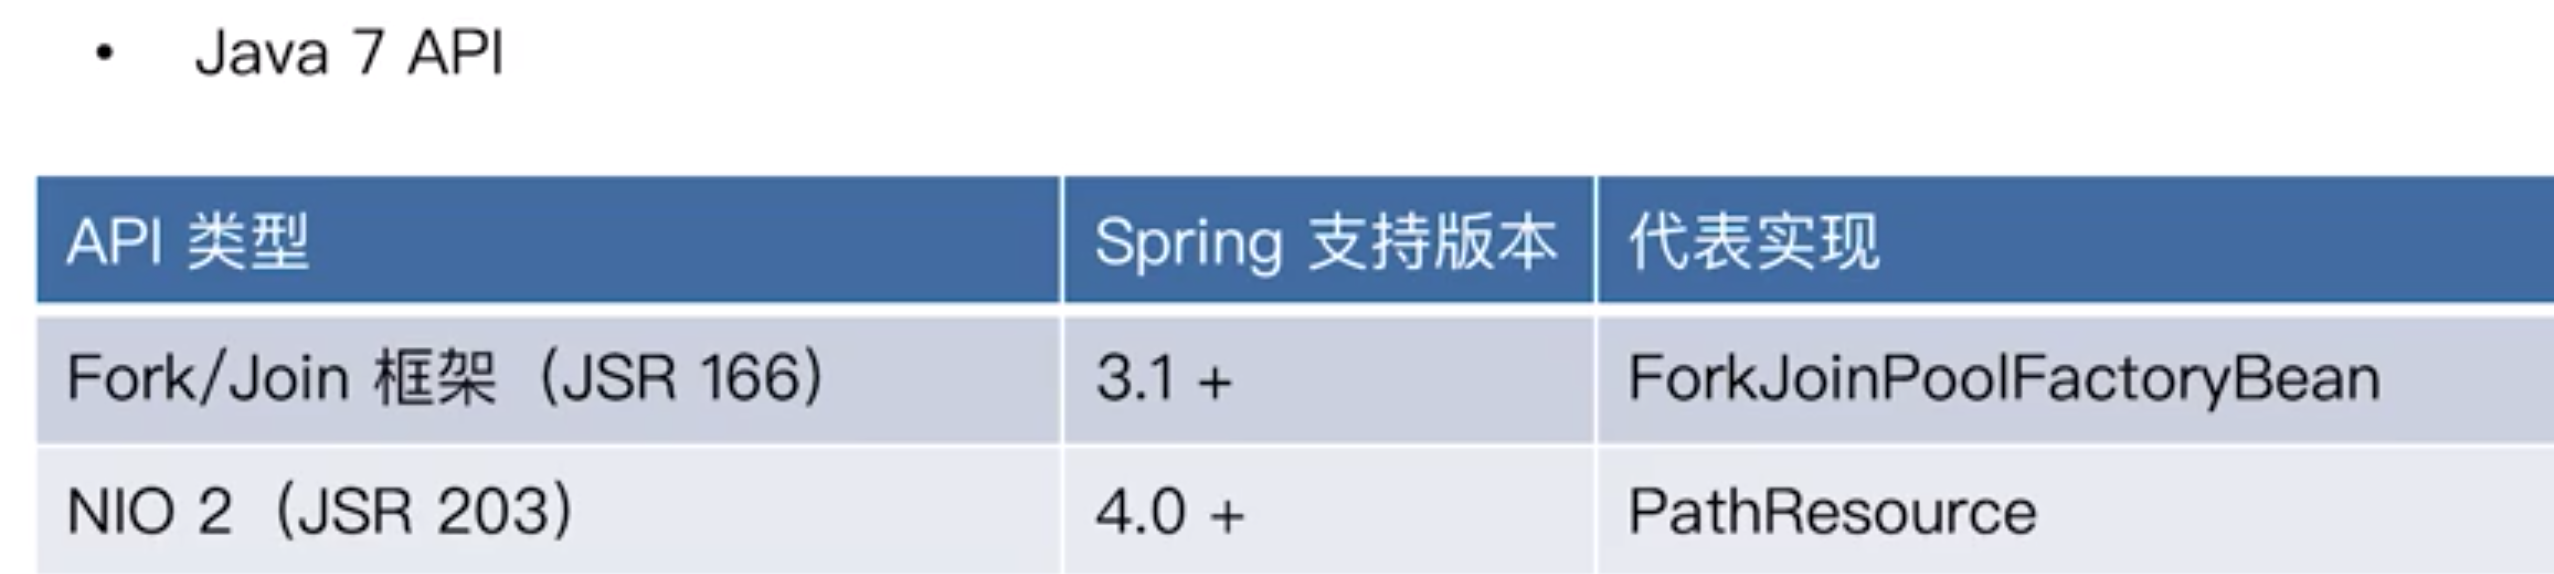 • Java 7 API
API 类型 Spring 支持版本 代表实现
Fork/Join 框架（JSR 166） 3.1 + ForkJoinPoolFactoryBean
NIO 2（JSR 203） 4.0 + PathResource